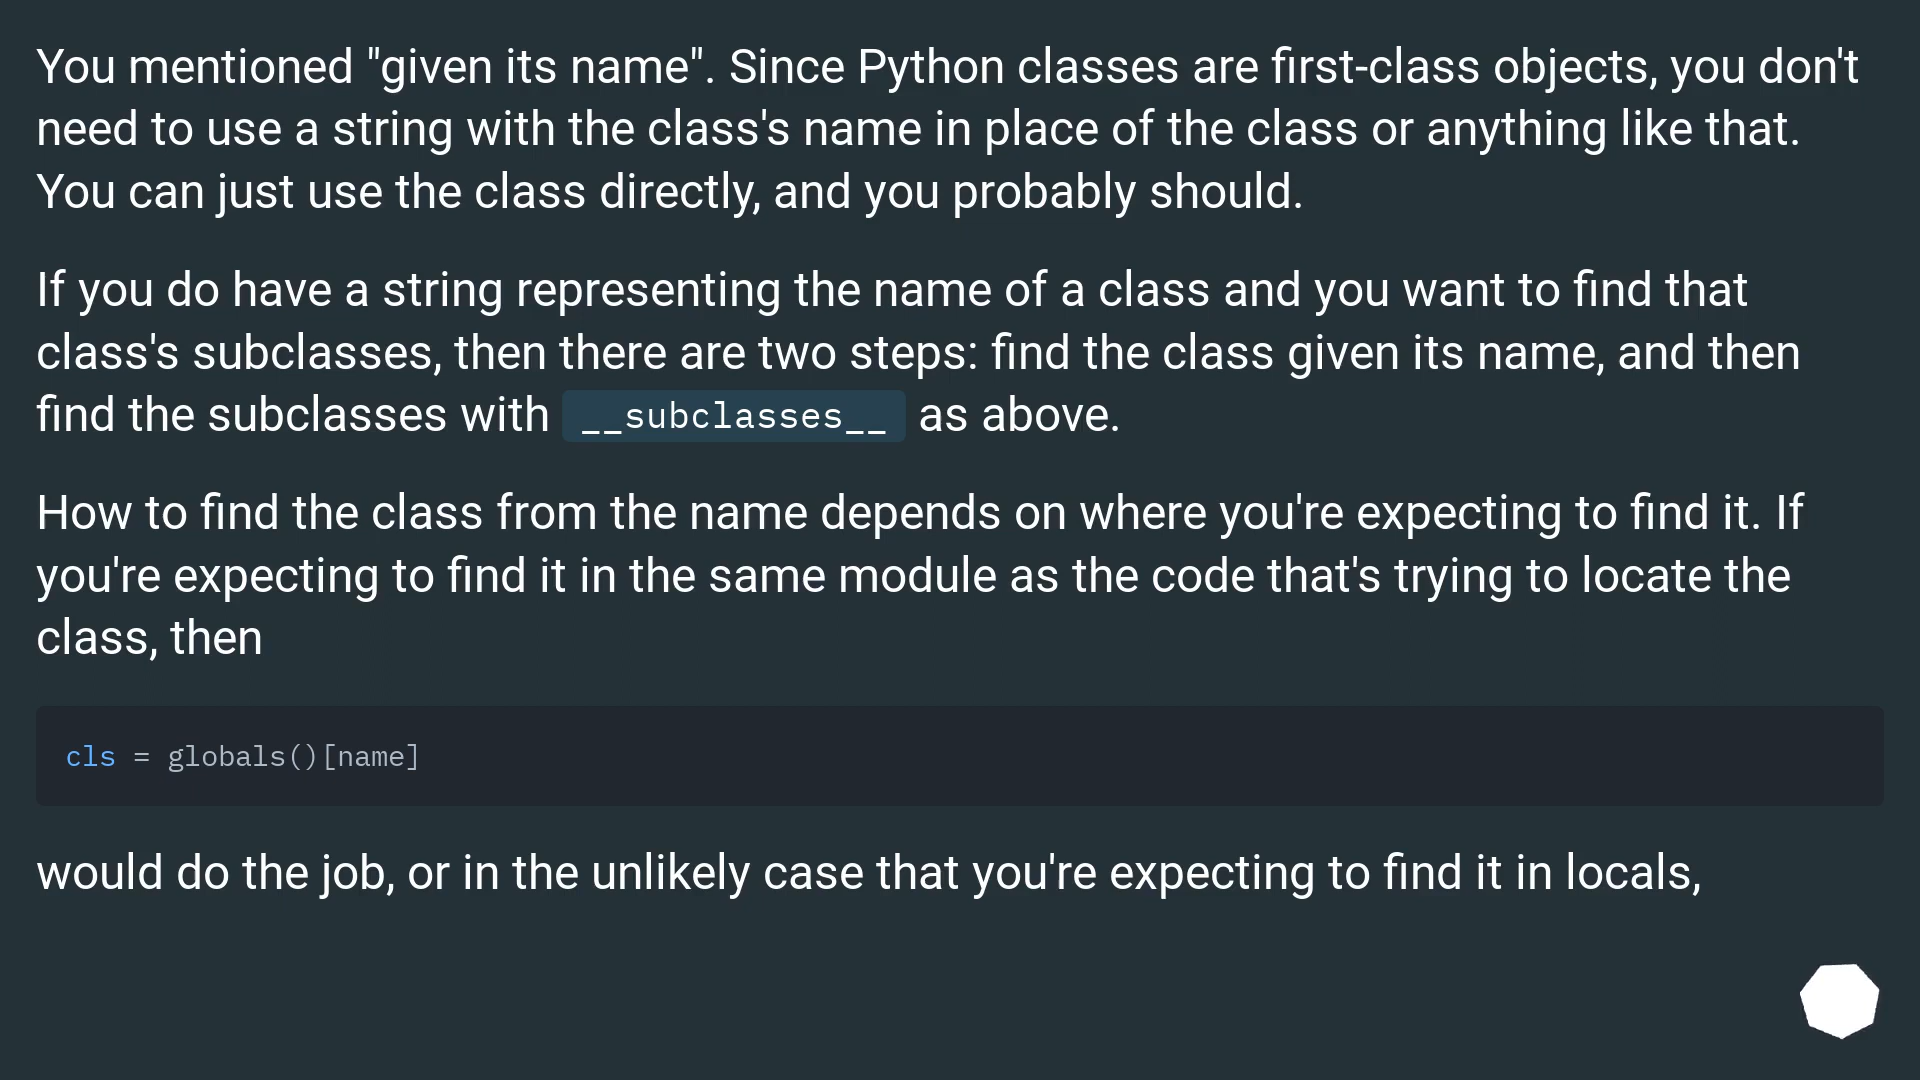 You mentioned "given its name". Since Python classes are first-class objects, you don't
need to use a string with the class's name in place of the class or anything like that.
You can just use the class directly, and you probably should.
If you do have a string representing the name of a class and you want to find that
class's subclasses, then there are two steps: find the class given its name, and then
find the subclasses with __subclasses__ as above.
How to find the class from the name depends on where you're expecting to find it. If
you're expecting to find it in the same module as the code that's trying to locate the
class, then
cls = globals()[name]
would do the job, or in the unlikely case that you're expecting to find it in locals,